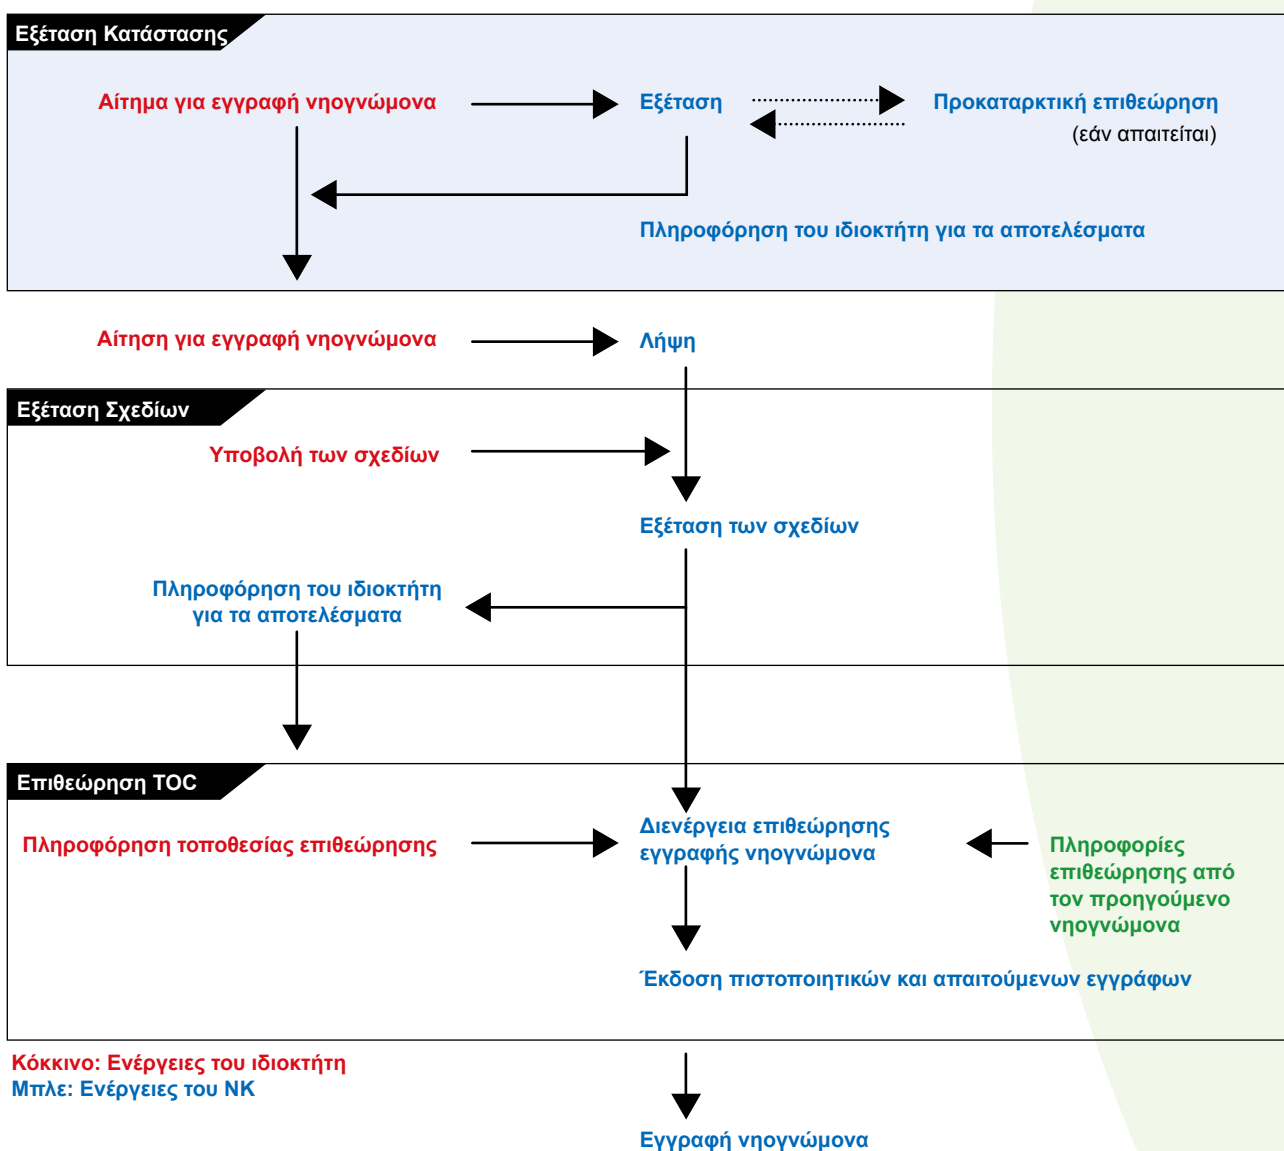 Εξέταση Κατάστασης
Αίτημα για εγγραφή νηογνώμονα
Εξέταση
Προκαταρκτική επιθεώρηση
(εάν απαιτείται)
Πληροφόρηση του ιδιοκτήτη για τα αποτελέσματα
Αίτηση για εγγραφή νηογνώμονα
Λήψη
Εξέταση Σχεδίων
Υποβολή των σχεδίων
Εξέταση των σχεδίων
Πληροφόρηση του ιδιοκτήτη
για τα αποτελέσματα
Επιθεώρηση TOC
Πληροφόρηση τοποθεσίας επιθεώρησης
Διενέργεια επιθεώρησης
εγγραφής νηογνώμονα
Πληροφορίες
επιθεώρησης από
τον προηγούμενο
νηογνώμονα
Έκδοση πιστοποιητικών και απαιτούμενων εγγράφων
Κόκκινο: Ενέργειες του ιδιοκτήτη
Μπλε: Ενέργειες του ΝΚ
Εγγραφή νηογνώμονα